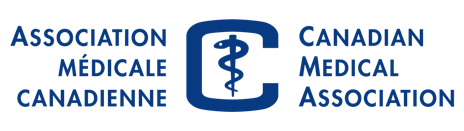 ASSOCIATION
MÉDICALE
CANADIENNE
CANADIAN
MEDICAL
ASSOCIATION